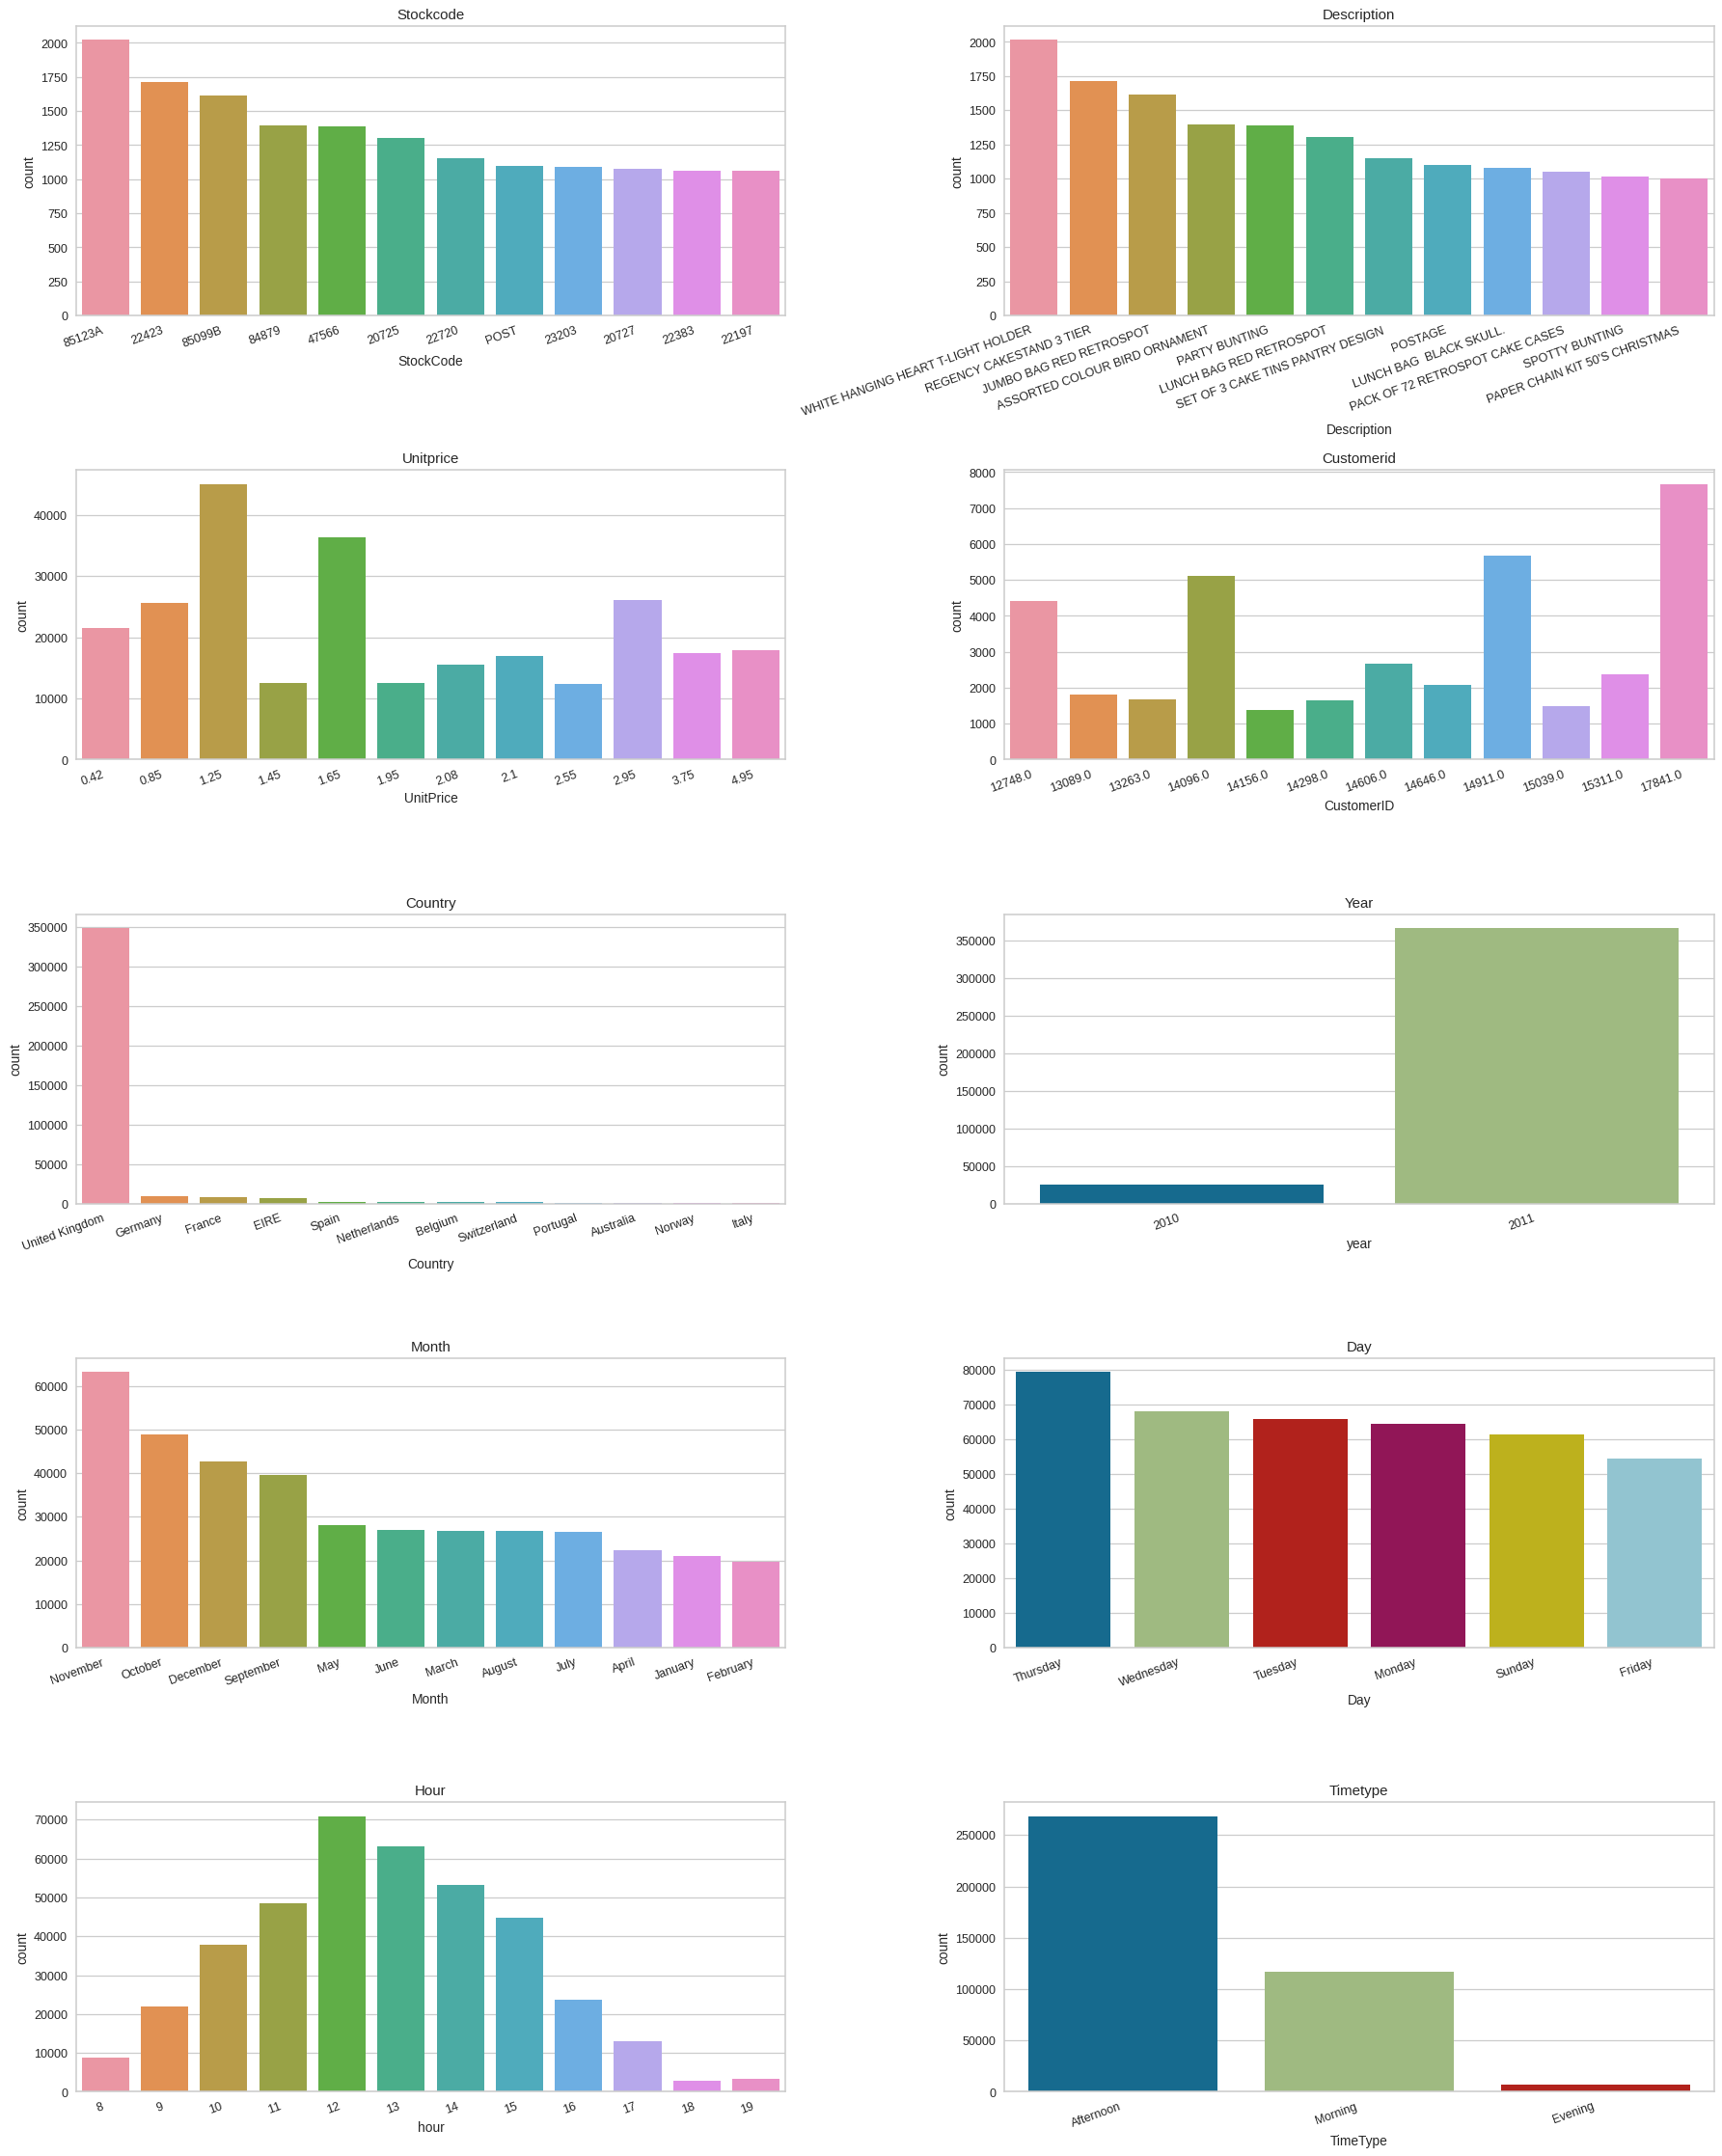 Stockcode
2000
1750
1500
1250
1000
750
500
250
0
count
85123A
22423
85099B
84879
47566
20725
22720
POST
23203
20727
22383
22197
StockCode
Description
2000
1750
1500
1250
1000
750
500
250
0
count
WHITE HANGING HEART T-LIGHT HOLDER
REGENCY CAKESTAND 3 TIER
JUMBO BAG RED RETROSPOT
ASSORTED COLOUR BIRD ORNAMENT
PARTY BUNTING
LUNCH BAG RED RETROSPOT
SET OF 3 CAKE TINS PANTRY DESIGN
POSTAGE
LUNCH BAG  BLACK SKULL.
PACK OF 72 RETROSPOT CAKE CASES
SPOTTY BUNTING
PAPER CHAIN KIT 50'S CHRISTMAS
Description
Unitprice
40000
30000
20000
10000
0
count
0.42
0.85
1.25
1.45
1.65
1.95
2.08
2.1
2.55
2.95
3.75
4.95
UnitPrice
Customerid
8000
7000
6000
5000
4000
3000
2000
1000
0
count
12748.0
13089.0
13263.0
14096.0
14156.0
14298.0
14606.0
14646.0
14911.0
15039.0
15311.0
17841.0
CustomerID
Country
350000
300000
250000
200000
150000
100000
50000
0
count
United Kingdom
Germany
France
EIRE
Spain
Netherlands
Belgium
Switzerland
Portugal
Australia
Norway
Italy
Country
Year
350000
300000
250000
200000
150000
100000
50000
0
count
2010
2011
year
Month
60000
50000
40000
30000
20000
10000
0
count
November
October
December
September
May
June
March
August
July
April
January
February
Month
Day
80000
70000
60000
50000
40000
30000
20000
10000
0
count
Thursday
Wednesday
Tuesday
Monday
Sunday
Friday
Day
Hour
70000
60000
50000
40000
30000
20000
10000
0
count
8
9
10
11
12
13
14
15
16
17
18
19
hour
Timetype
250000
200000
150000
100000
50000
0
count
Afternoon
Morning
Evening
TimeType